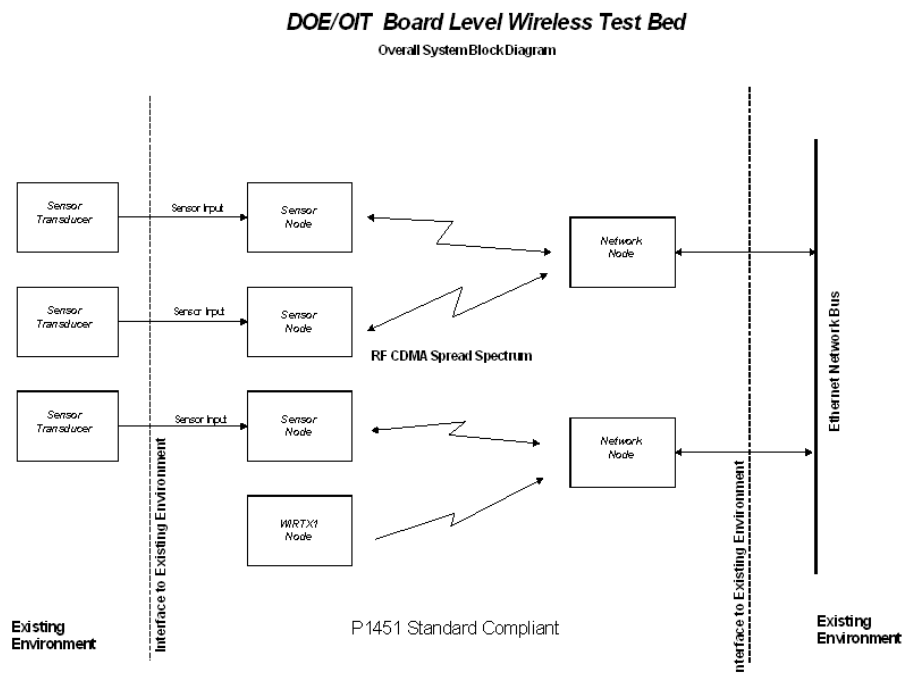 DOE/OIT Board Level Wireless Test Bed
Overall System Block Diagram
Sensor
Transducer
Sensor Input
Sensor
Node
Network
Node
Sensor
Transducer
Sensor Input
Sensor
Node
RF CDMA Spread Spectrum
Sensor
Transducer
Sensor Input
Sensor
Node
Network
Node
WIRTX1
Node
Interface to Existing Environment
nterface to Existing Environment
Ethernet Network Bus
Existing
Environment
P1451 Standard Compliant
Existing
Environment